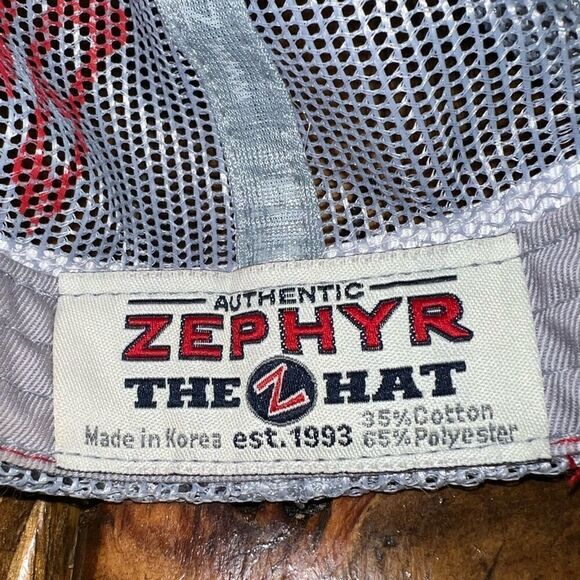 AUTHENTIC
ZEPHYR
THE Z HAT
Made in Korea est. 1993 35% Cotton
65% Polyester